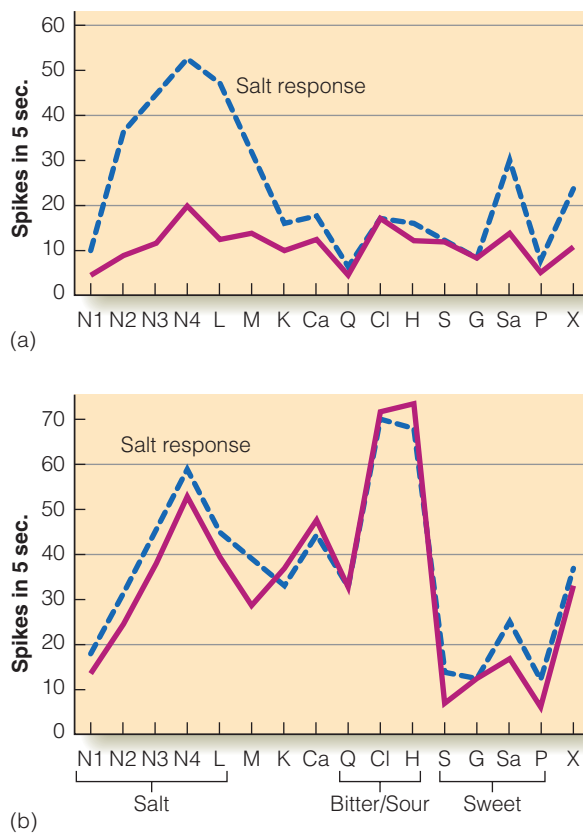 60
50
40
30
20
10
0
Spikes in 5 sec.
Salt response
N1 N2 N3 N4 L M K Ca Q Cl H S G Sa P X
(a)
70
60
50
40
30
20
10
0
Spikes in 5 sec.
Salt response
N1 N2 N3 N4 L M K Ca Q Cl H S G Sa P X
Salt Bitter/Sour Sweet
(b)